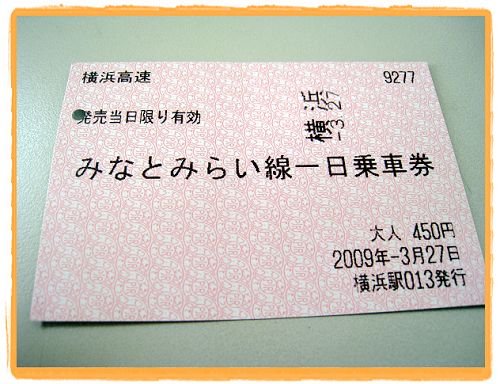 横浜高速 9277
発売当日限り有効
横浜
-3.27
みなとみらい線一日乗車券
大人 450円
2009年-3月27日
横浜駅013発行